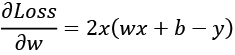 ∂Loss/∂w = 2x(wx + b − y)